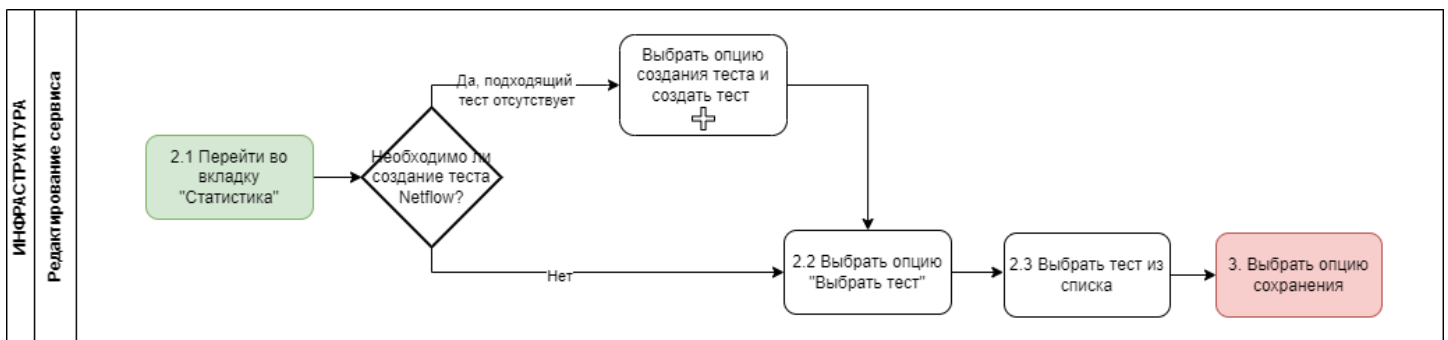 ИНФРАСТРУКТУРА
Редактирование сервиса
2.1 Перейти во
вкладку
"Статистика"
Необходимо ли
создание теста
Netflow?
Да, подходящий
тест отсутствует
Выбрать опцию
создания теста и
создать тест
Нет
2.2 Выбрать опцию
"Выбрать тест"
2.3 Выбрать тест из
списка
3. Выбрать опцию
сохранения